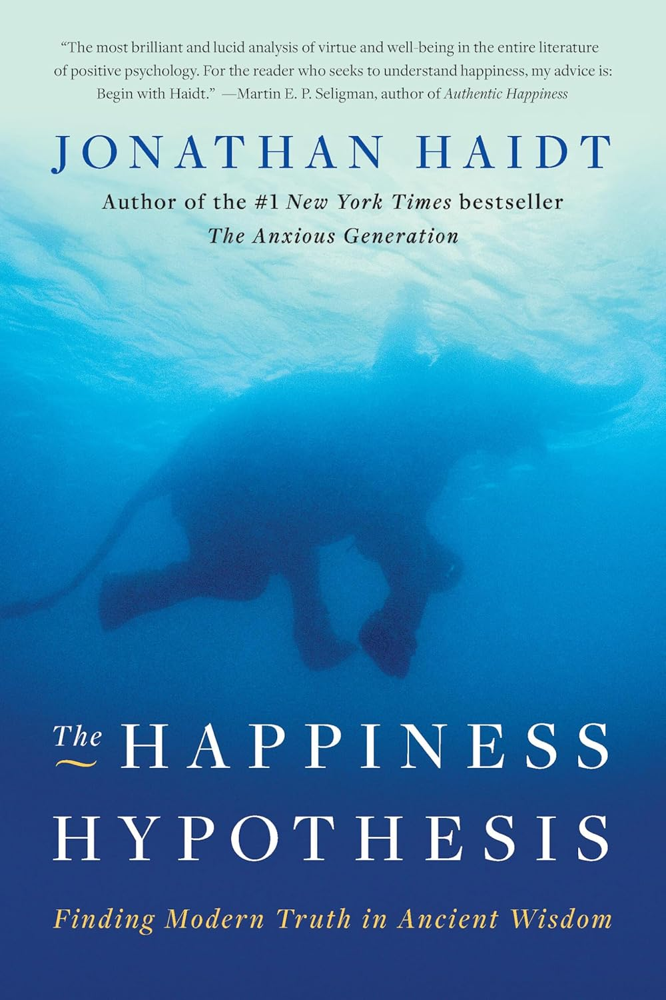 “The most brilliant and lucid analysis of virtue and well-being in the entire literature
of positive psychology. For the reader who seeks to understand happiness, my advice is:
Begin with Haidt.” —Martin E. P. Seligman, author of Authentic Happiness
JONATHAN HAIDT
Author of the #1 New York Times bestseller
The Anxious Generation
The HAPPINESS
HYPOTHESIS
Finding Modern Truth in Ancient Wisdom